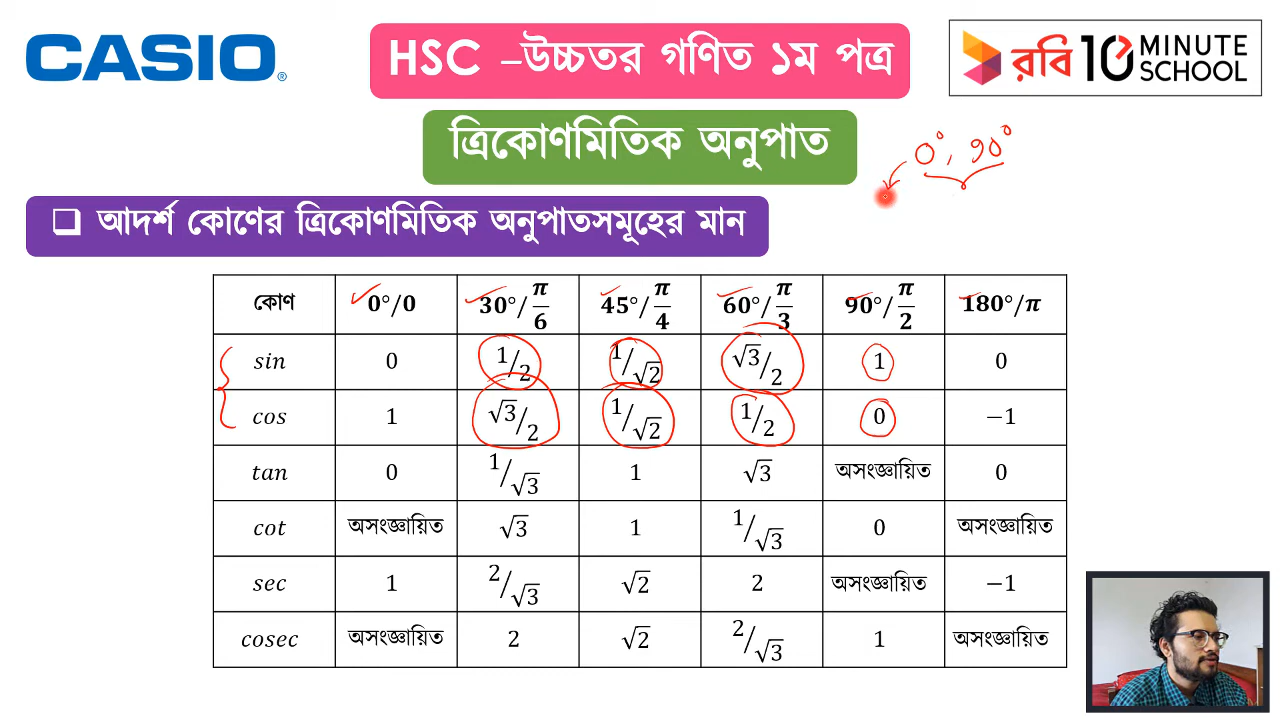 CASIO®
HSC –উচ্চতর গণিত ১ম পত্র
রবি 10 MINUTE SCHOOL
ত্রিকোণমিতিক অনুপাত
0°, 90°
❑ আদর্শ কোণের ত্রিকোণমিতিক অনুপাতসমূহের মান
কোণ 0°/0 30°/π/6 45°/π/4 60°/π/3 90°/π/2 180°/π
sin 0 1/2 1/√2 √3/2 1 0
cos 1 √3/2 1/√2 1/2 0 −1
tan 0 1/√3 1 √3 অসংজ্ঞায়িত 0
cot অসংজ্ঞায়িত √3 1 1/√3 0 অসংজ্ঞায়িত
sec 1 2/√3 √2 2 অসংজ্ঞায়িত −1
cosec অসংজ্ঞায়িত 2 √2 2/√3 1 অসংজ্ঞায়িত